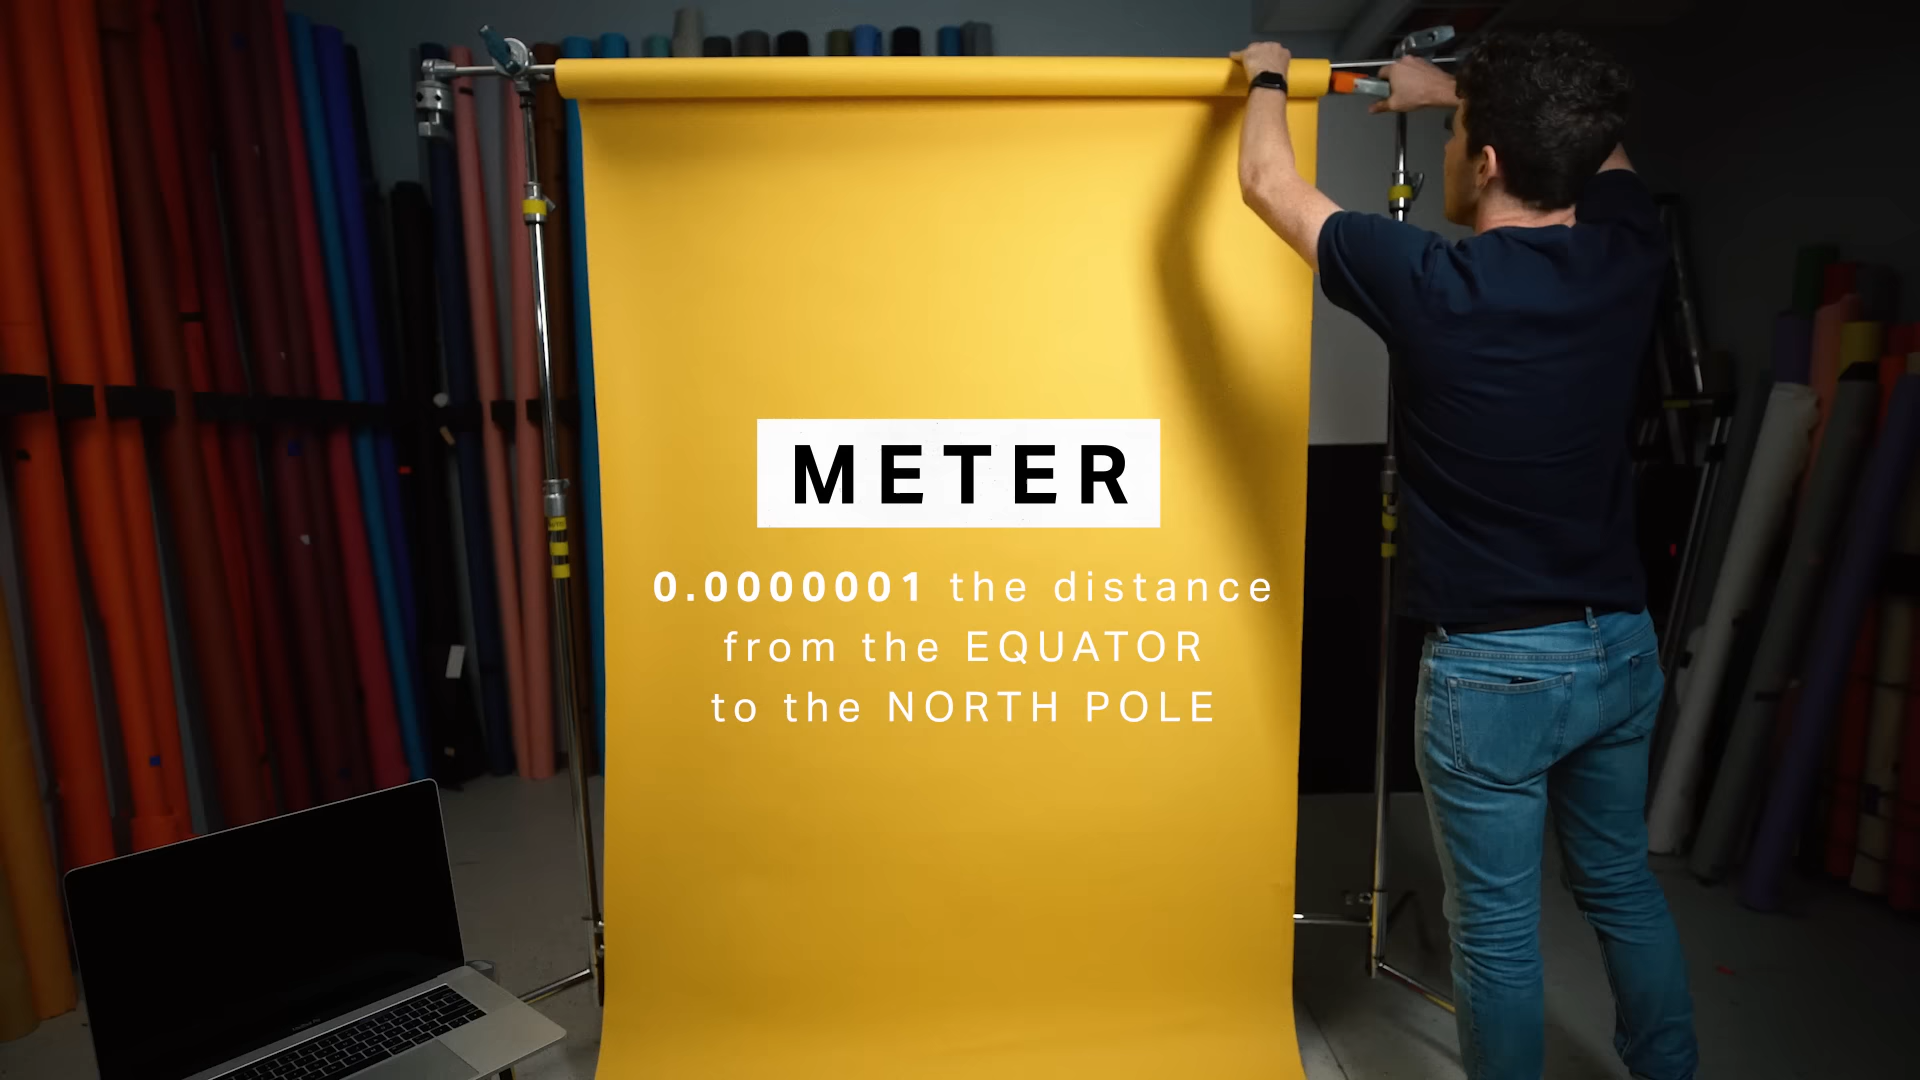 METER
0.0000001 the distance
from the EQUATOR
to the NORTH POLE